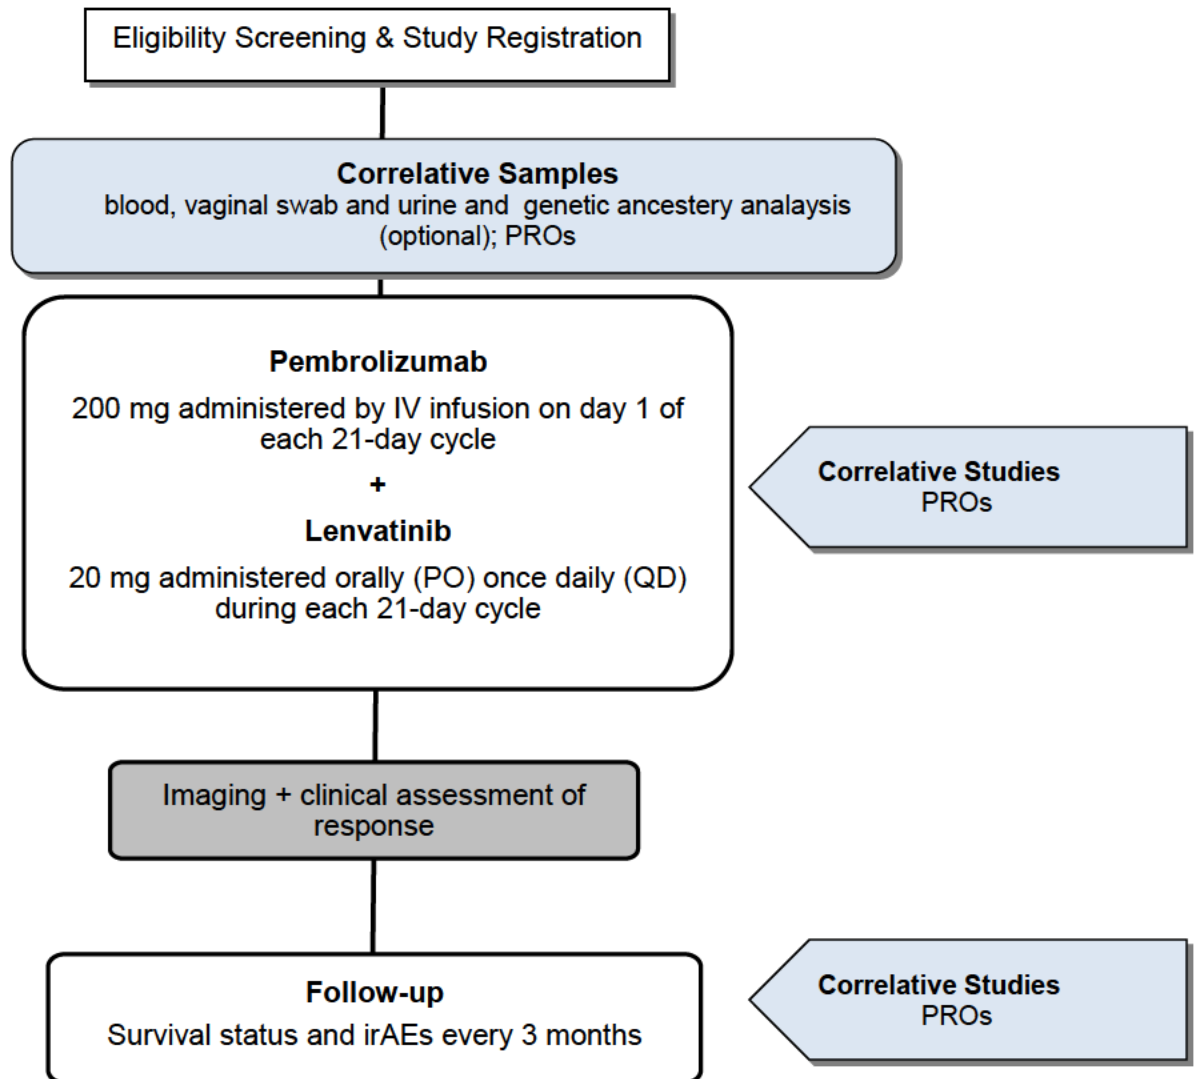 Eligibility Screening & Study Registration
Correlative Samples
blood, vaginal swab and urine and genetic ancestery analaysis
(optional); PROs
Pembrolizumab
200 mg administered by IV infusion on day 1 of
each 21-day cycle
+
Lenvatinib
20 mg administered orally (PO) once daily (QD)
during each 21-day cycle
Correlative Studies
PROs
Imaging + clinical assessment of
response
Follow-up
Survival status and irAEs every 3 months
Correlative Studies
PROs